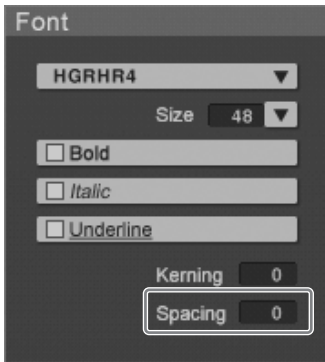 Font
HGRHR4
Size 48
Bold
Italic
Underline
Kerning 0
Spacing 0